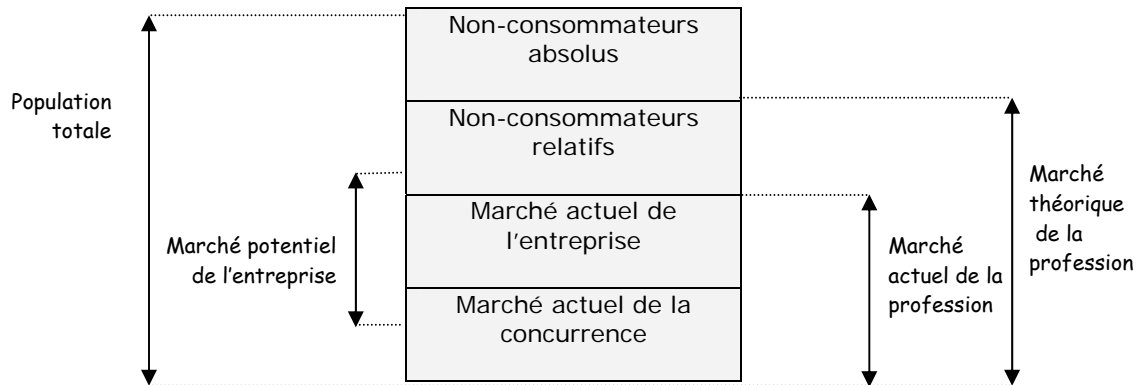 Non-consommateurs
absolus
Population
totale
Non-consommateurs
relifs
Marché
théorique
de la
profession
Marché actuel de
l'entreprise
Marché potentiel
de l'entreprise
Marché
actuel de la
profession
Marché actuel de la
concurrence